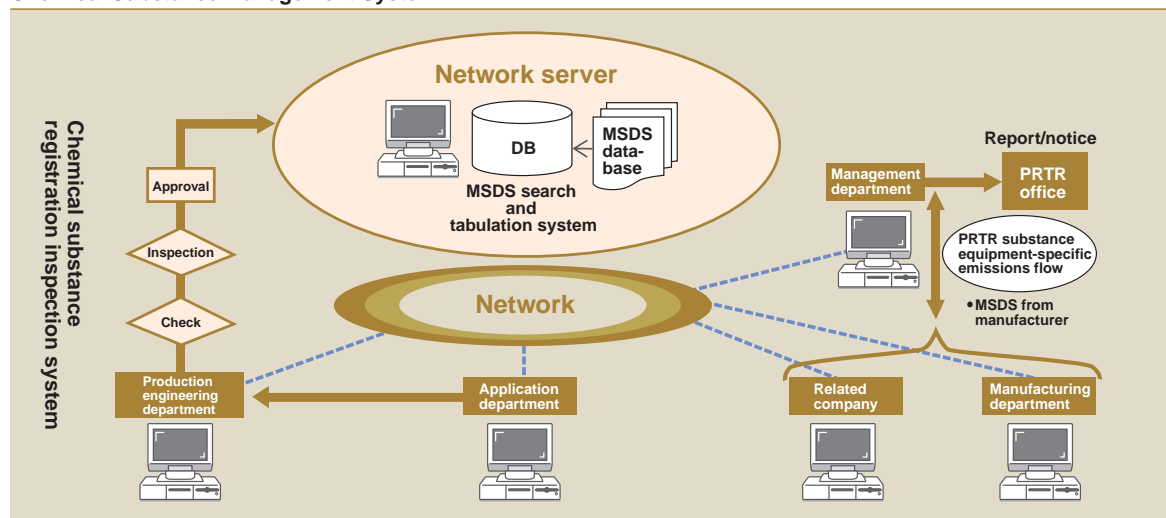 Network server
DB
MSDS
data-
base
MSDS search
and
tabulation system
Chemical substance
registration inspection system
Approval
Inspection
Check
Production
engineering
department
Application
department
Network
Report/notice
Management
department
PRTR
office
PRTR substance
equipment-specific
emissions flow
•MSDS from
manufacturer
Related
company
Manufacturing
department